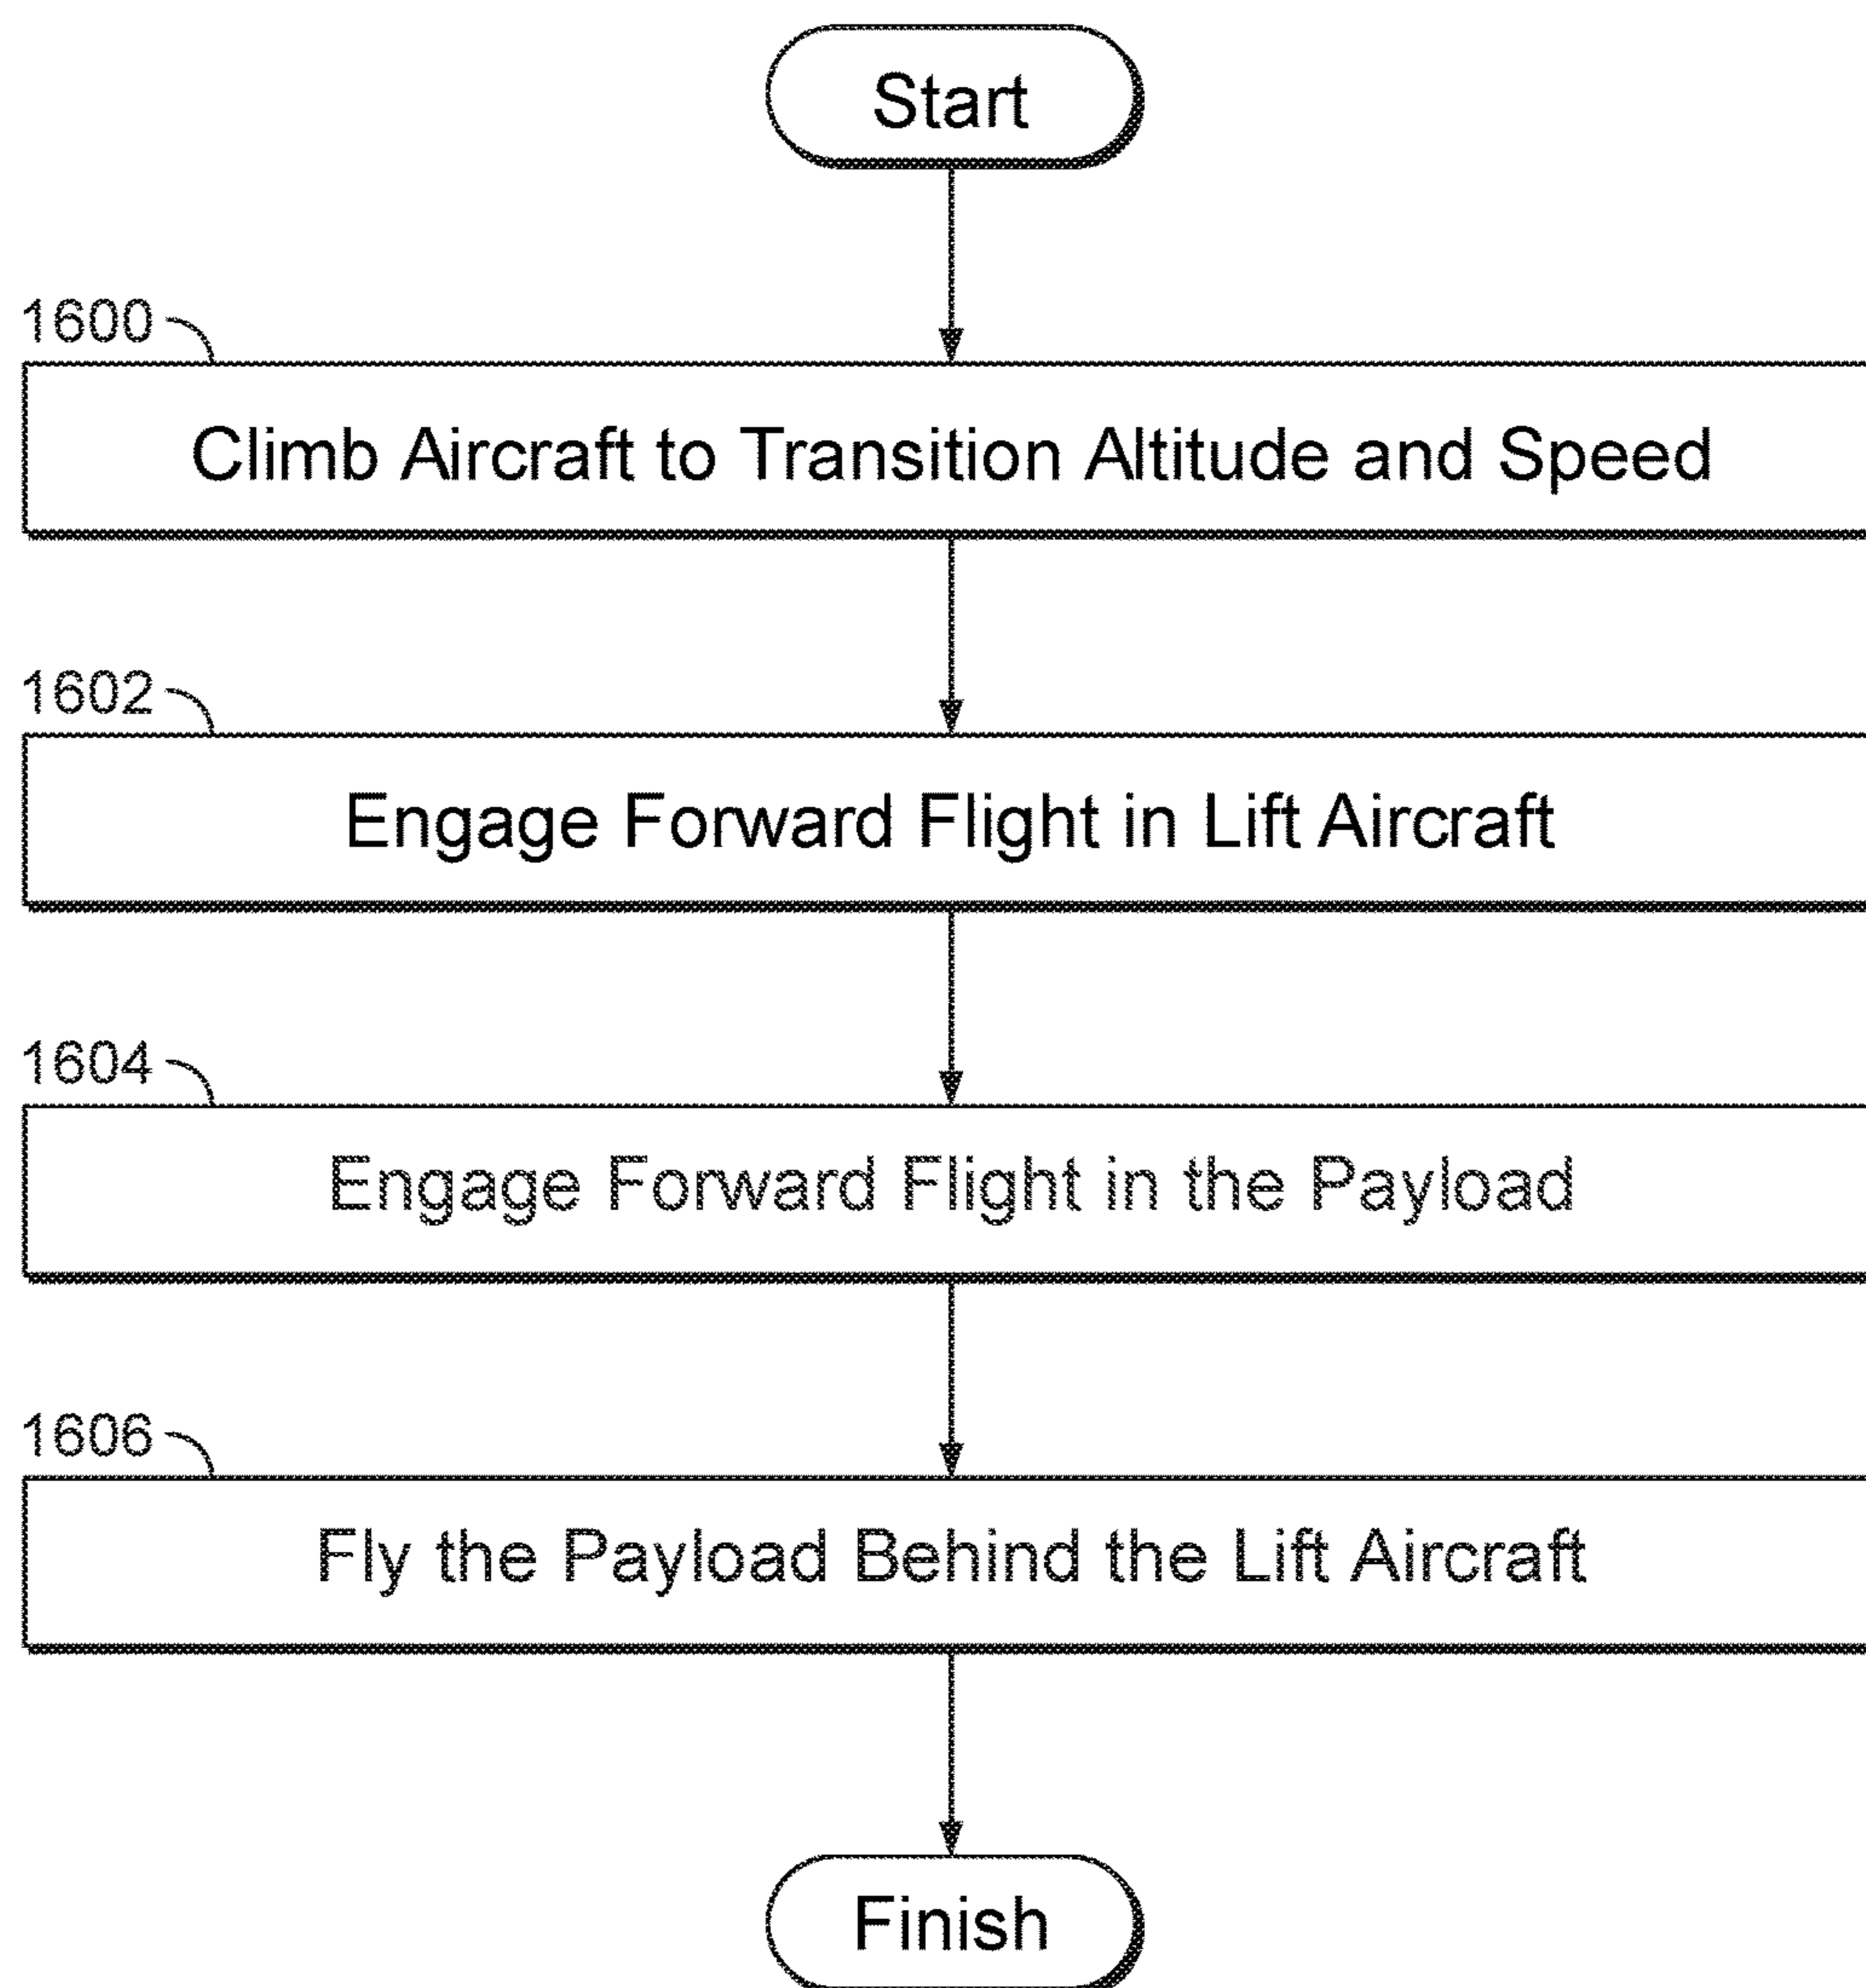 Start
1600
Climb Aircraft to Transition Altitude and Speed
1602
Engage Forward Flight in Lift Aircraft
1604
Engage Forward Flight in the Payload
1606
Fly the Payload Behind the Lift Aircraft
Finish